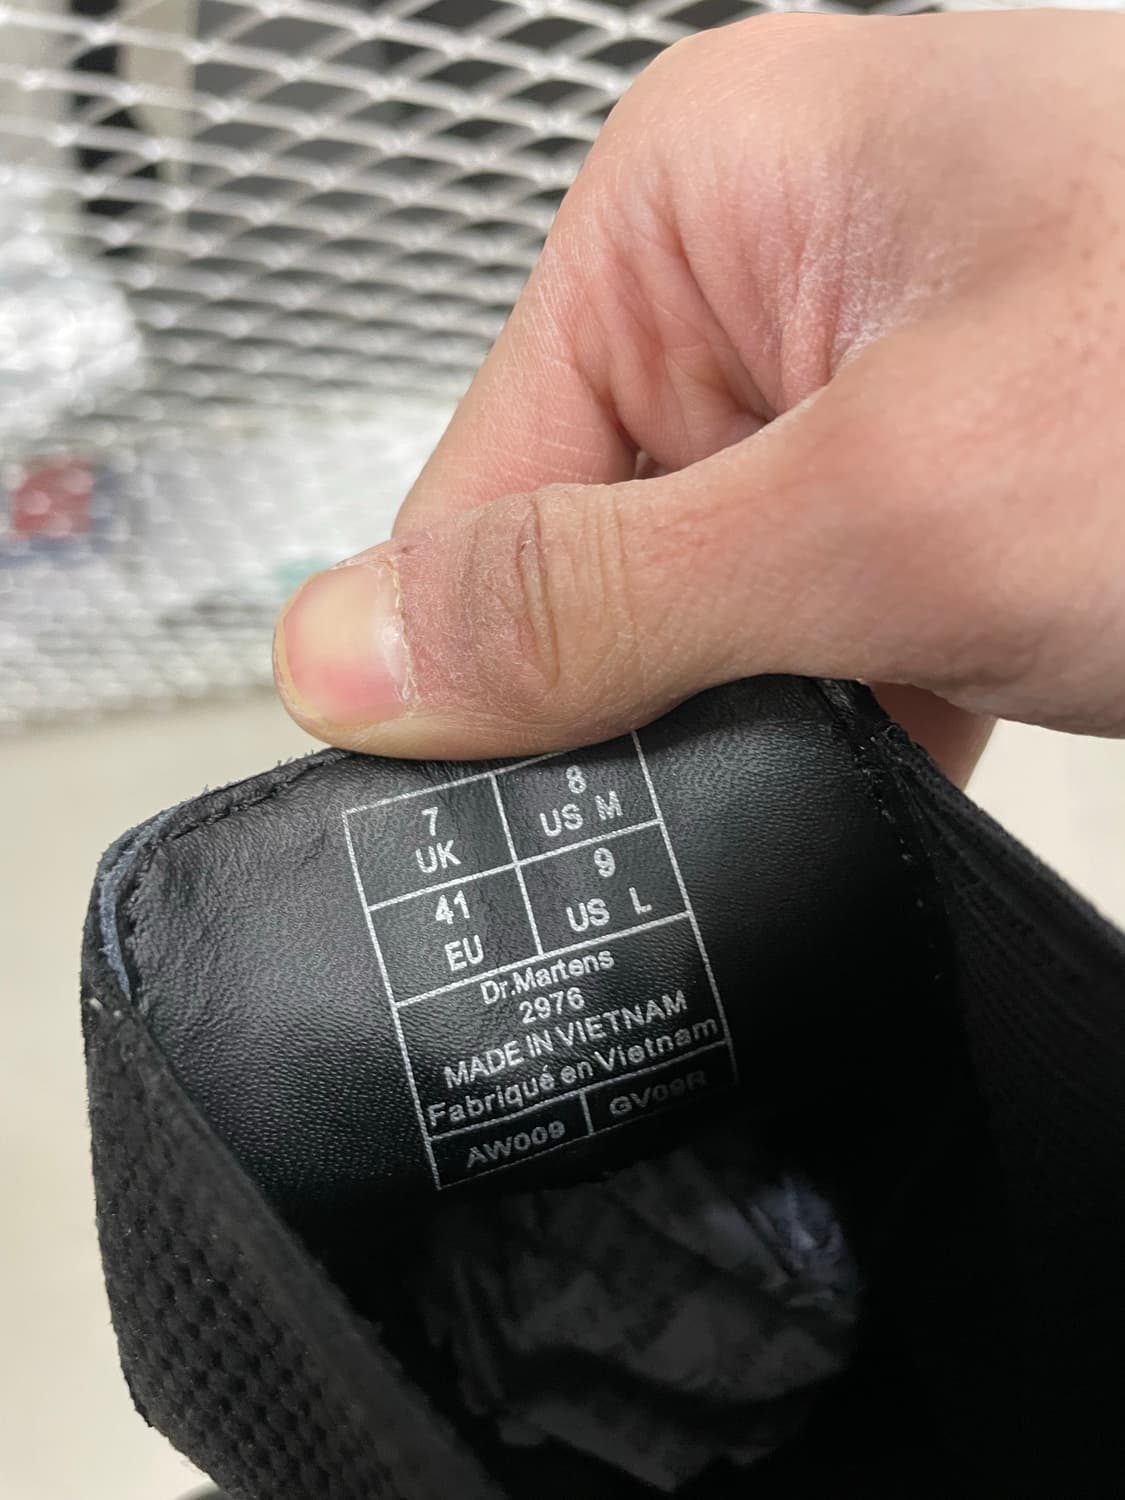 7
UK
8
US M
41
EU
9
US L
Dr.Martens
2976
MADE IN VIETNAM
Fabriqué en Vietnam
AW009
GV09R